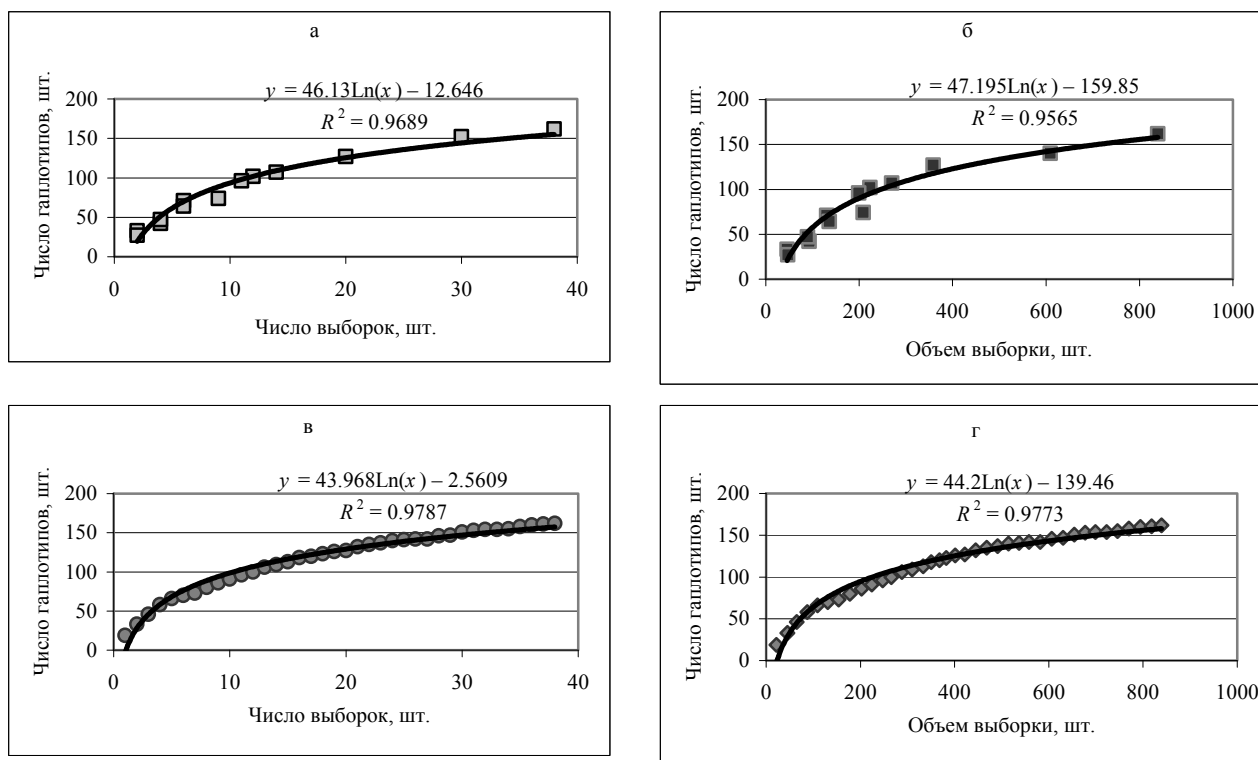 а
y = 46.13Ln(x) – 12.646
R² = 0.9689
Число гаплотипов, шт.
200
150
100
50
0
0 10 20 30 40
Число выборок, шт.
б
y = 47.195Ln(x) – 159.85
R² = 0.9565
Число гаплотипов, шт.
200
150
100
50
0
0 200 400 600 800 1000
Объем выборки, шт.
в
y = 43.968Ln(x) – 2.5609
R² = 0.9787
Число гаплотипов, шт.
200
150
100
50
0
0 10 20 30 40
Число выборок, шт.
г
y = 44.2Ln(x) – 139.46
R² = 0.9773
Число гаплотипов, шт.
200
150
100
50
0
0 200 400 600 800 1000
Объем выборки, шт.